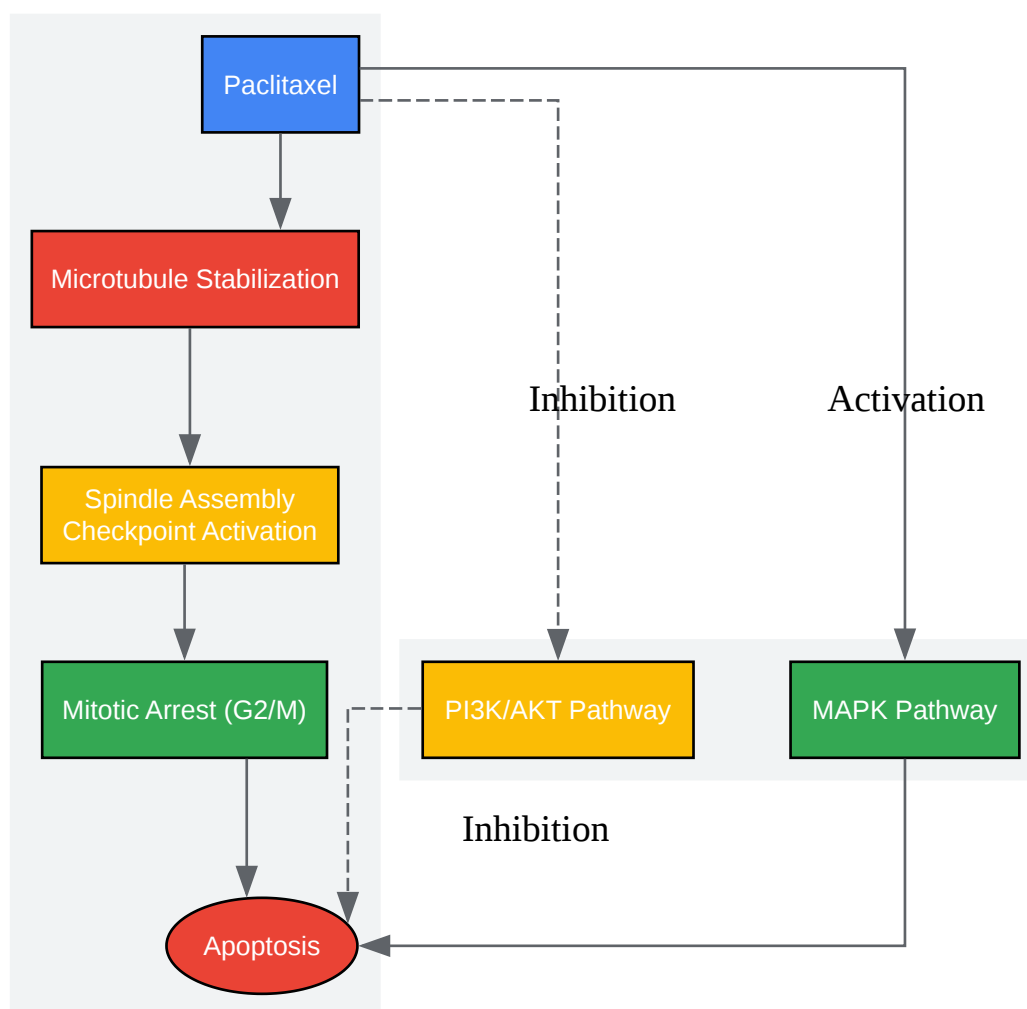 Paclitaxel
Microtubule Stabilization
Inhibition
Activation
Spindle Assembly
Checkpoint Activation
Mitotic Arrest (G2/M)
PI3K/AKT Pathway
MAPK Pathway
Inhibition
Apoptosis